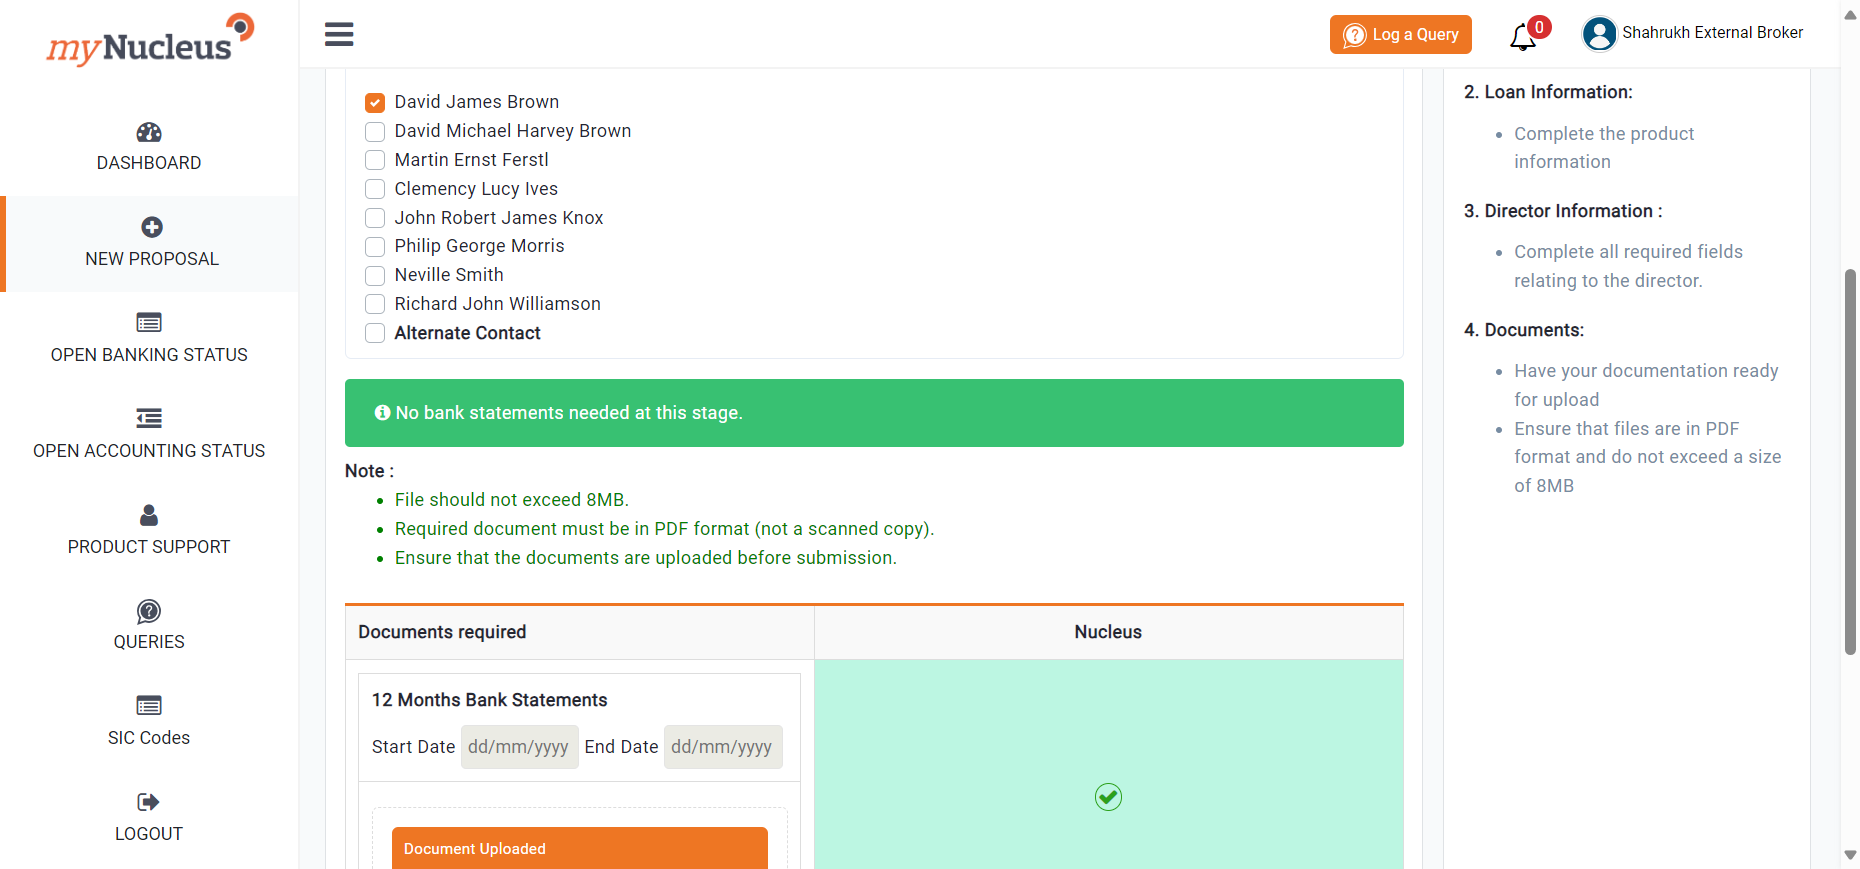 myNucleus
DASHBOARD
NEW PROPOSAL
OPEN BANKING STATUS
OPEN ACCOUNTING STATUS
PRODUCT SUPPORT
QUERIES
SIC Codes
LOGOUT
Log a Query
0
Shahrukh External Broker
David James Brown
David Michael Harvey Brown
Martin Ernst Ferstl
Clemency Lucy Ives
John Robert James Knox
Philip George Morris
Neville Smith
Richard John Williamson
Alternate Contact
No bank statements needed at this stage.
Note :
File should not exceed 8MB.
Required document must be in PDF format (not a scanned copy).
Ensure that the documents are uploaded before submission.
Documents required
Nucleus
12 Months Bank Statements
Start Date dd/mm/yyyy End Date dd/mm/yyyy
Document Uploaded
2. Loan Information:
Complete the product
information
3. Director Information :
Complete all required fields
relating to the director.
4. Documents:
Have your documentation ready
for upload
Ensure that files are in PDF
format and do not exceed a size
of 8MB